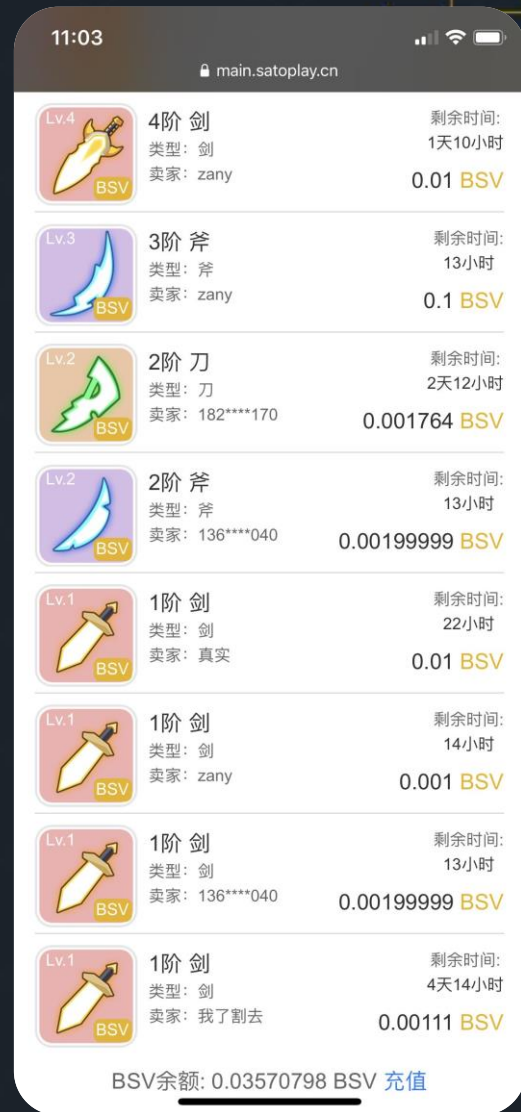 11:03
main.satoplay.cn
Lv.4
BSV
4阶 剑
类型：剑
卖家：zany
剩余时间:
1天10小时
0.01 BSV
Lv.3
BSV
3阶 斧
类型：斧
卖家：zany
剩余时间:
13小时
0.1 BSV
Lv.2
BSV
2阶 刀
类型：刀
卖家：182****170
剩余时间:
2天12小时
0.001764 BSV
Lv.2
BSV
2阶 斧
类型：斧
卖家：136****040
剩余时间:
13小时
0.00199999 BSV
Lv.1
BSV
1阶 剑
类型：剑
卖家：真实
剩余时间:
22小时
0.01 BSV
Lv.1
BSV
1阶 剑
类型：剑
卖家：zany
剩余时间:
14小时
0.001 BSV
Lv.1
BSV
1阶 剑
类型：剑
卖家：136****040
剩余时间:
13小时
0.00199999 BSV
Lv.1
BSV
1阶 剑
类型：剑
卖家：我了割去
剩余时间:
4天14小时
0.00111 BSV
BSV余额: 0.03570798 BSV 充值